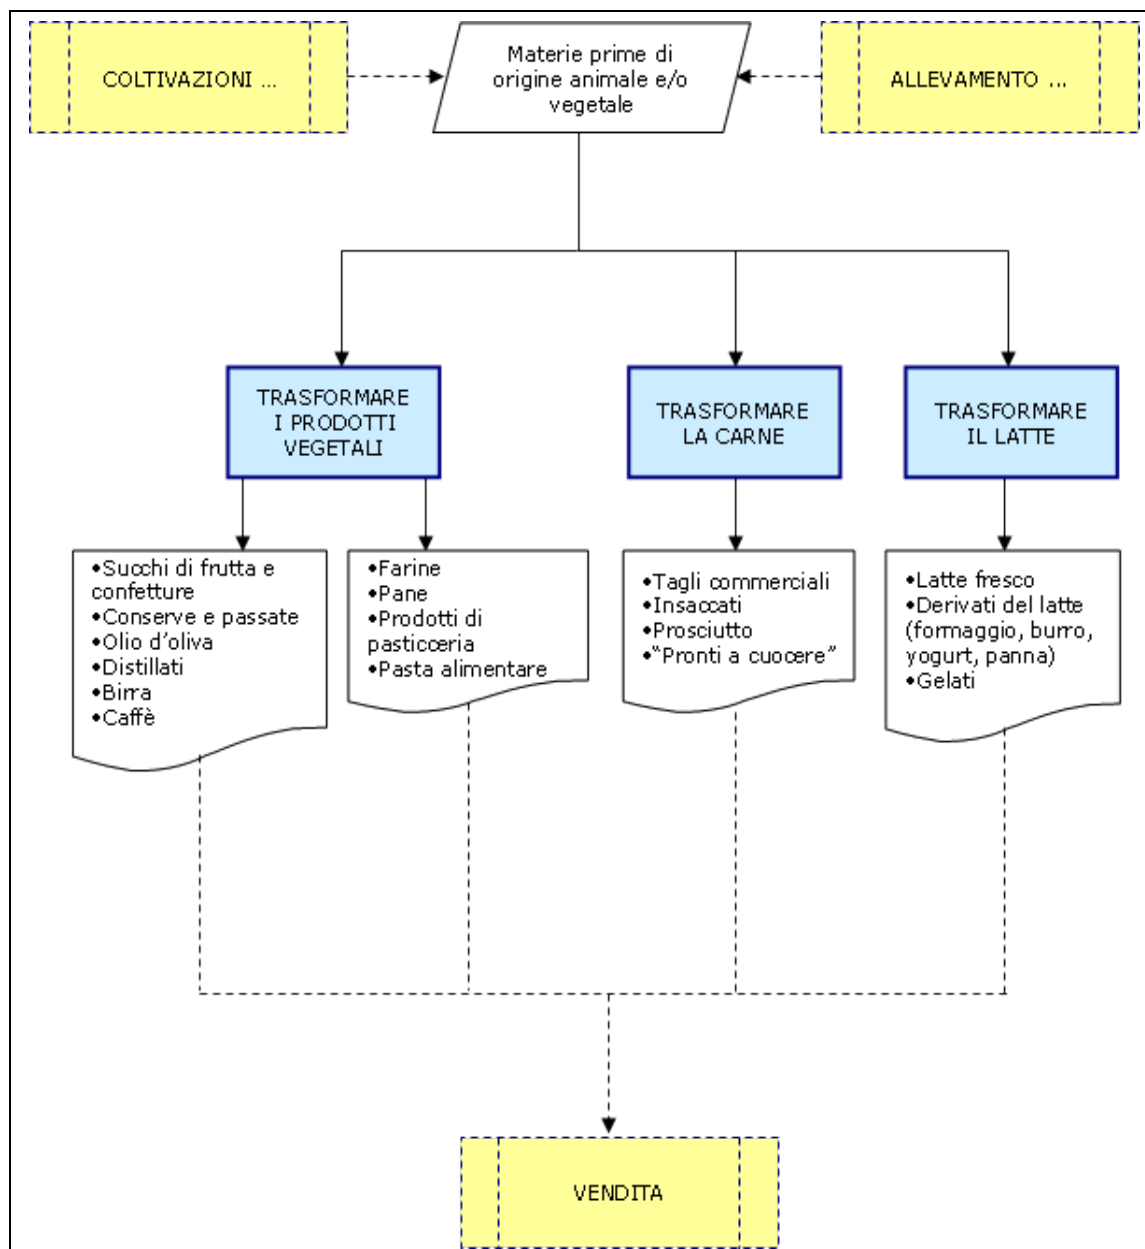 COLTIVAZIONI ...
Materie prime di
origine animale e/o
vegetale
ALLEVAMENTO ...
TRASFORMARE
I PRODOTTI
VEGETALI
TRASFORMARE
LA CARNE
TRASFORMARE
IL LATTE
•Succhi di frutta e
confetture
•Conserve e passate
•Olio d'oliva
•Distillati
•Birra
•Caffè
•Farine
•Pane
•Prodotti di
pasticceria
•Pasta alimentare
•Tagli commerciali
•Insaccati
•Prosciutto
•“Pronti a cuocere”
•Latte fresco
•Derivati del latte
(formaggio, burro,
yogurt, panna)
•Gelati
VENDITA